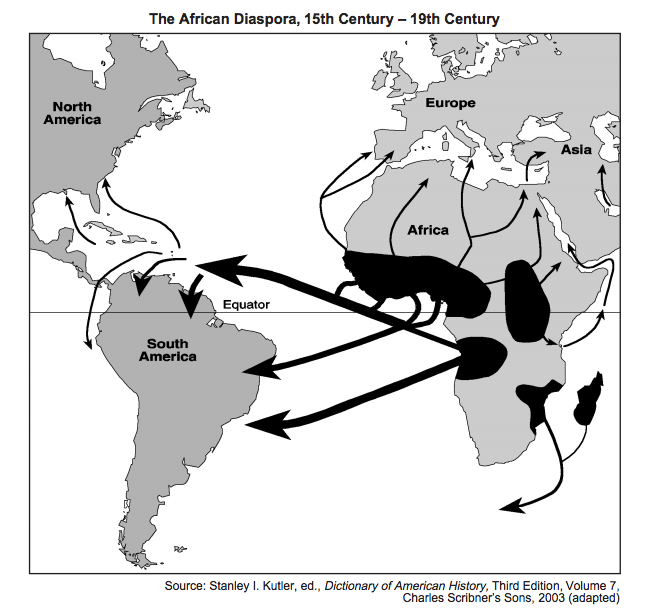 The African Diaspora, 15th Century – 19th Century
North
America
Europe
Asia
Africa
Equator
South
America
Source: Stanley I. Kutler, ed., Dictionary of American History, Third Edition, Volume 7,
Charles Scribner's Sons, 2003 (adapted)